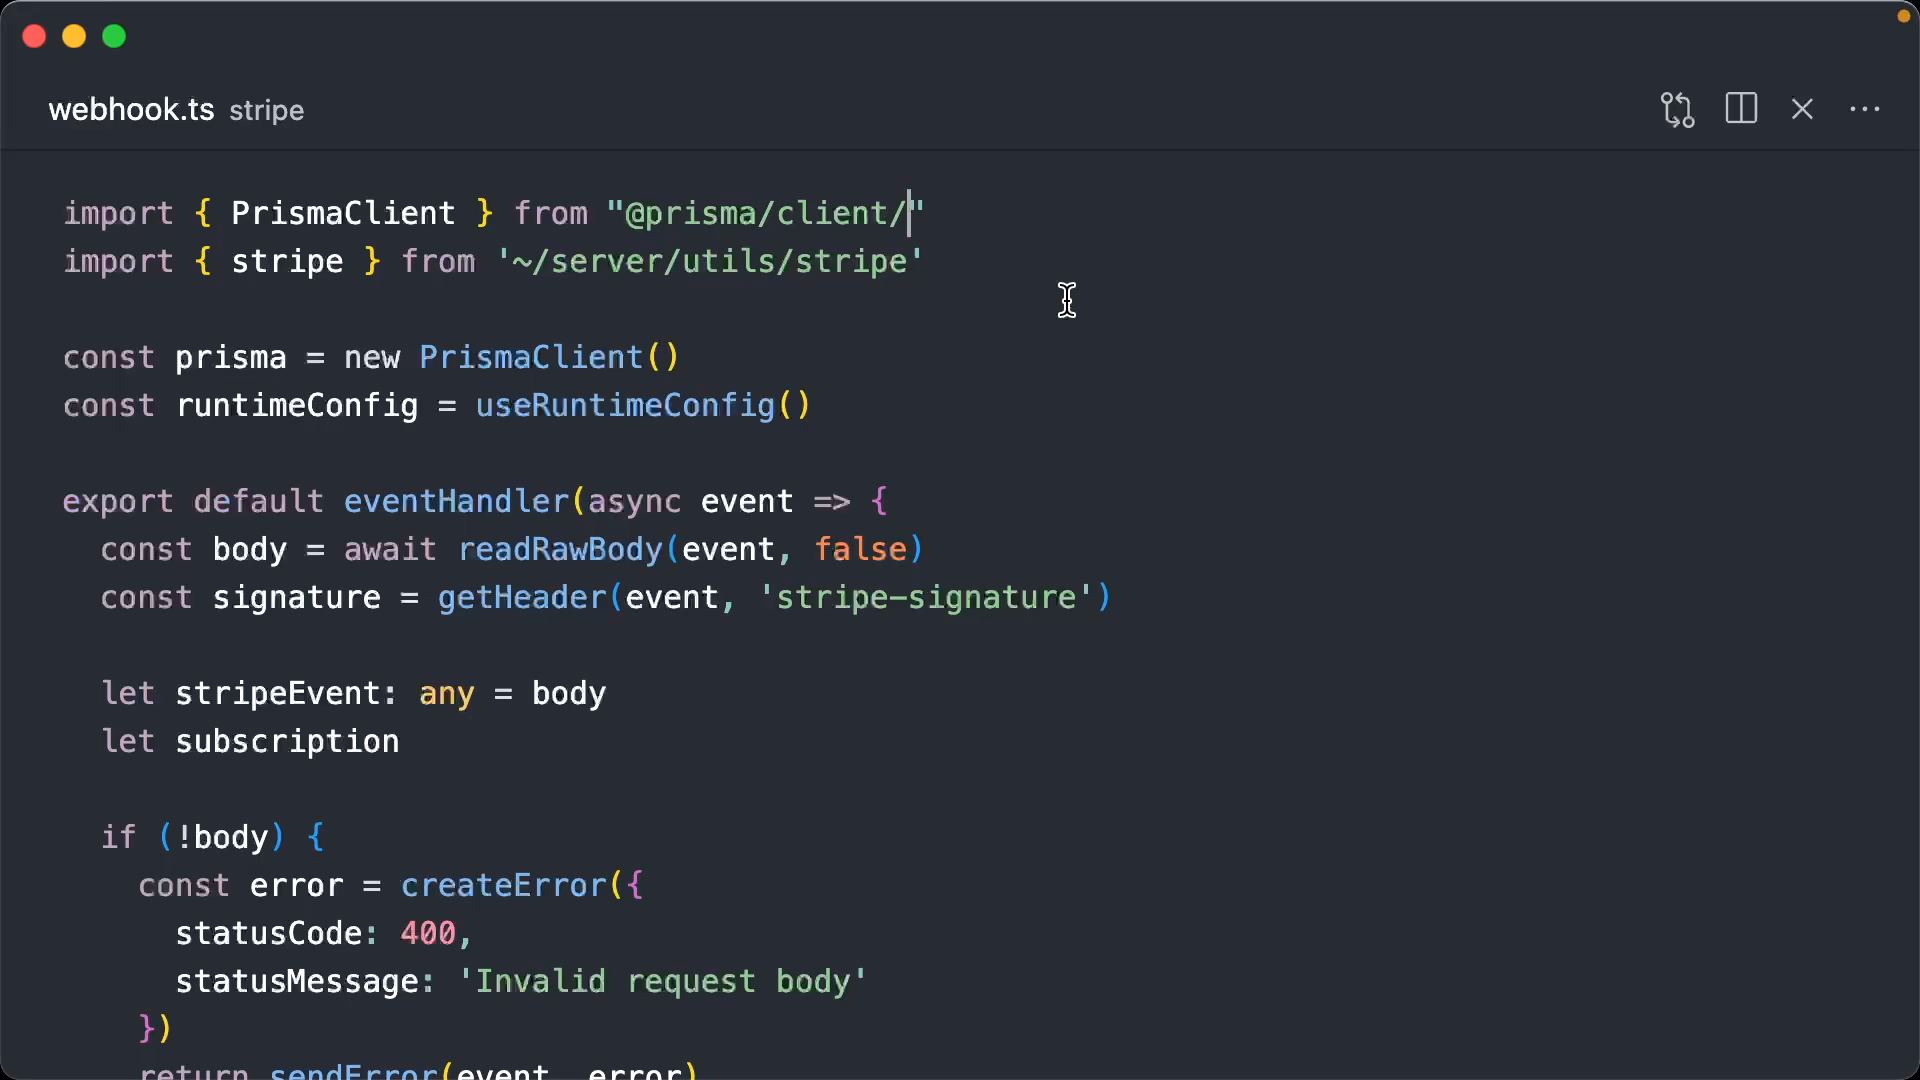 webhook.ts stripe
import { PrismaClient } from "@prisma/client/"
import { stripe } from '~/server/utils/stripe'
const prisma = new PrismaClient()
const runtimeConfig = useRuntimeConfig()
export default eventHandler(async event => {
const body = await readRawBody(event, false)
const signature = getHeader(event, 'stripe-signature')
let stripeEvent: any = body
let subscription
if (!body) {
const error = createError({
statusCode: 400,
statusMessage: 'Invalid request body'
})
return sendError(event, error)